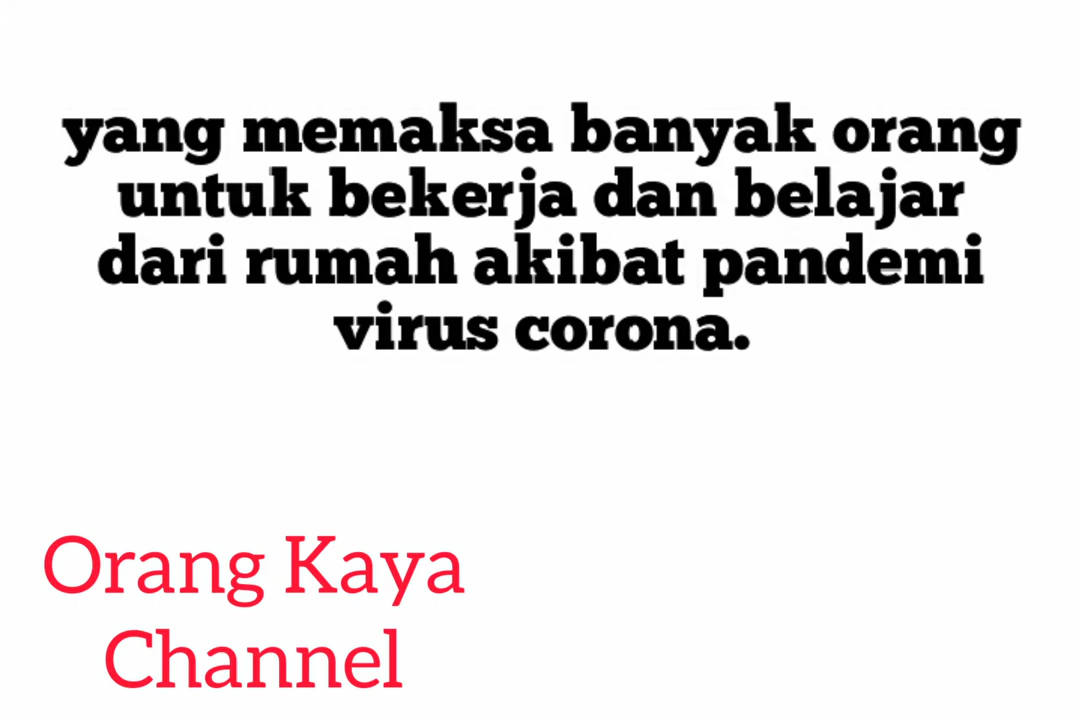 yang memaksa banyak orang
untuk bekerja dan belajar
dari rumah akibat pandemi
virus corona.
Orang Kaya
Channel